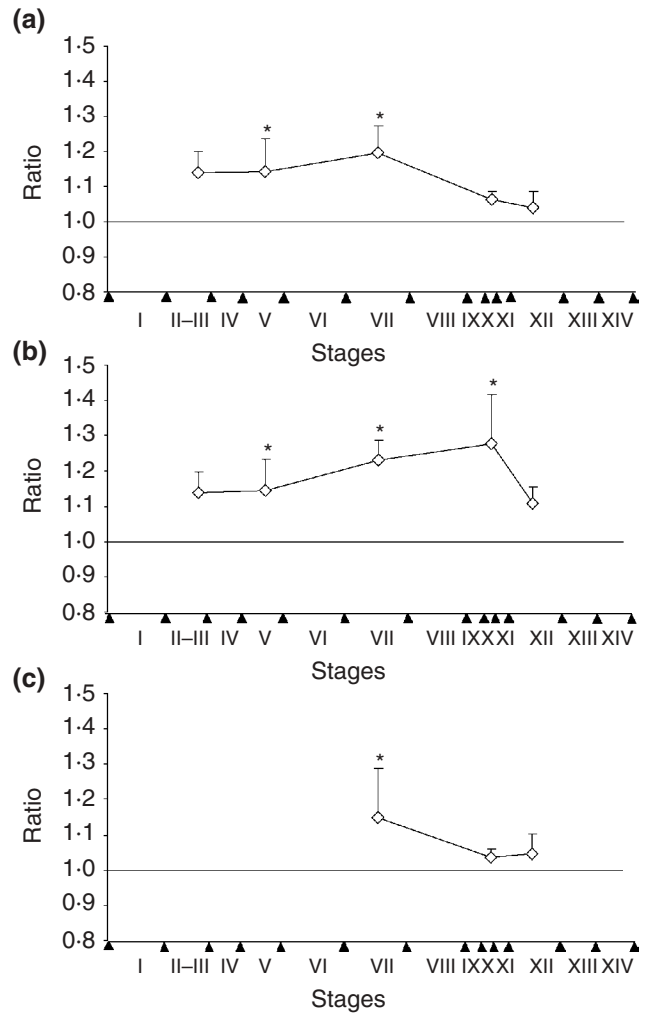 (a)
1·5
1·4
1·3
1·2
1·1
1·0
0·9
0·8
Ratio
* *
I II–III IV V VI VII VIII IX X XI XII XIII XIV
Stages
(b)
1·5
1·4
1·3
1·2
1·1
1·0
0·9
0·8
Ratio
* * *
I II–III IV V VI VII VIII IX X XI XII XIII XIV
Stages
(c)
1·5
1·4
1·3
1·2
1·1
1·0
0·9
0·8
Ratio
*
I II–III IV V VI VII VIII IX X XI XII XIII XIV
Stages